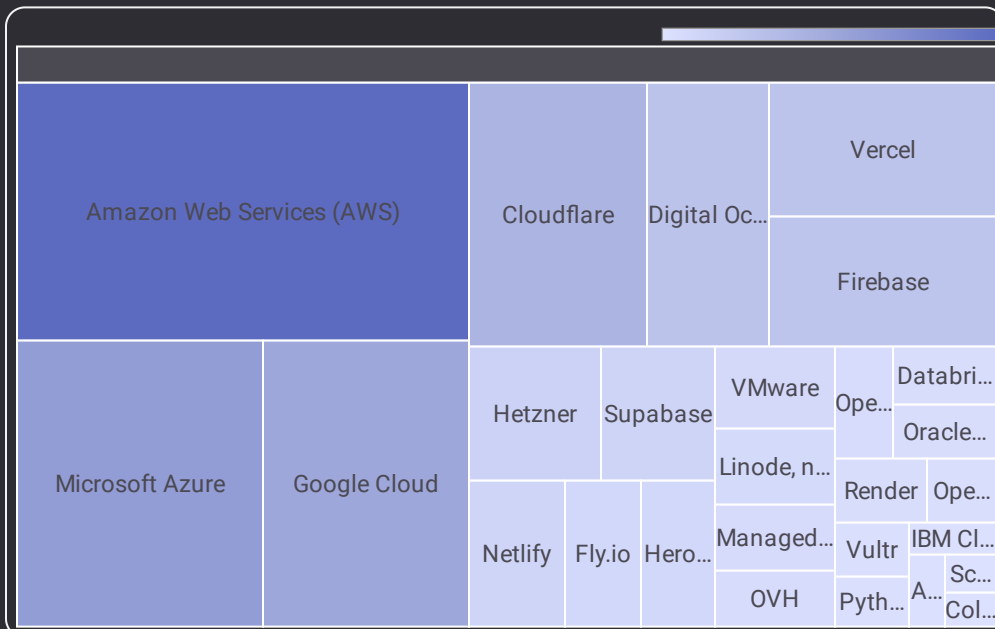 Amazon Web Services (AWS)
Cloudflare
Digital Oc...
Vercel
Firebase
Microsoft Azure
Google Cloud
Hetzner
Supabase
VMware
Ope...
Databri...
Oracle...
Linode, n...
Render
Ope...
Netlify
Fly.io
Hero...
Managed...
Vultr
IBM Cl...
OVH
Pyth...
A...
Sc...
Col...